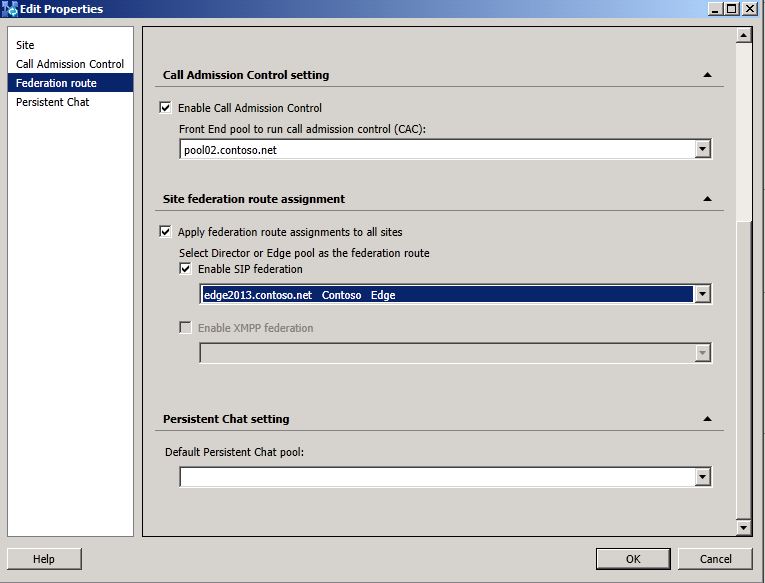 Edit Properties
Site
Call Admission Control
Federation route
Persistent Chat
Call Admission Control setting
Enable Call Admission Control
Front End pool to run call admission control (CAC):
pool02.contoso.net
Site federation route assignment
Apply federation route assignments to all sites
Select Director or Edge pool as the federation route
Enable SIP federation
edge2013.contoso.net Contoso Edge
Enable XMPP federation
Persistent Chat setting
Default Persistent Chat pool:
Help
OK
Cancel